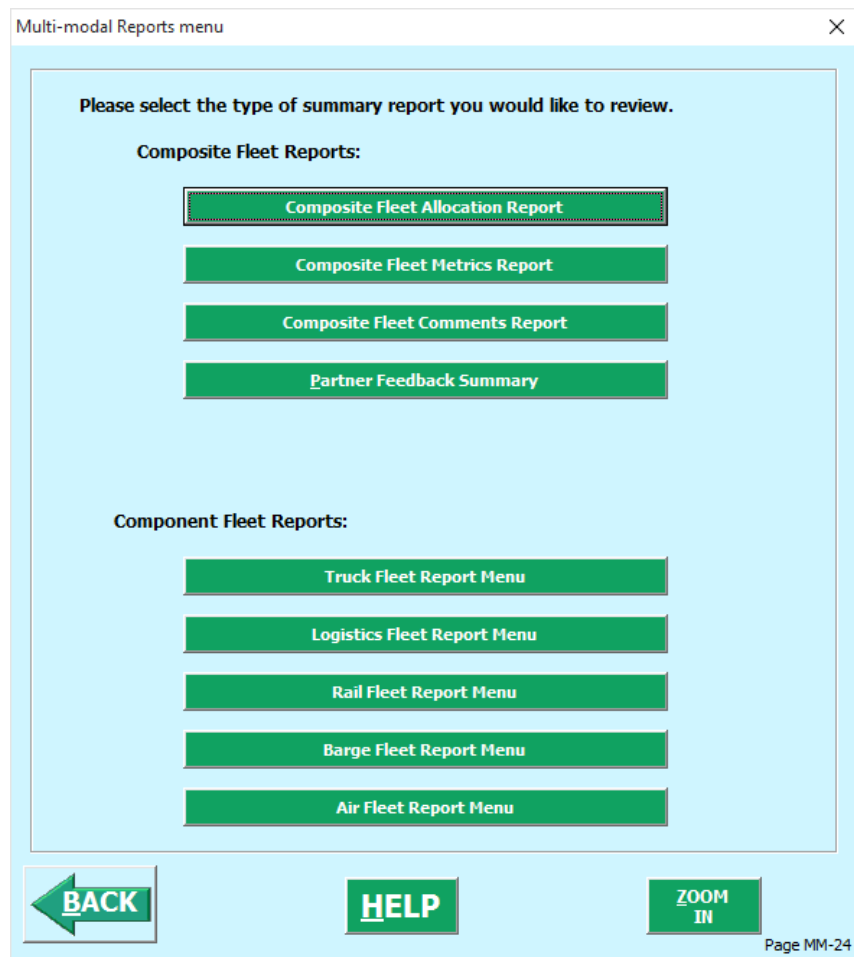 Multi-modal Reports menu
Please select the type of summary report you would like to review.
Composite Fleet Reports:
Composite Fleet Allocation Report
Composite Fleet Metrics Report
Composite Fleet Comments Report
Partner Feedback Summary
Component Fleet Reports:
Truck Fleet Report Menu
Logistics Fleet Report Menu
Rail Fleet Report Menu
Barge Fleet Report Menu
Air Fleet Report Menu
BACK
HELP
ZOOM
IN
Page MM-24